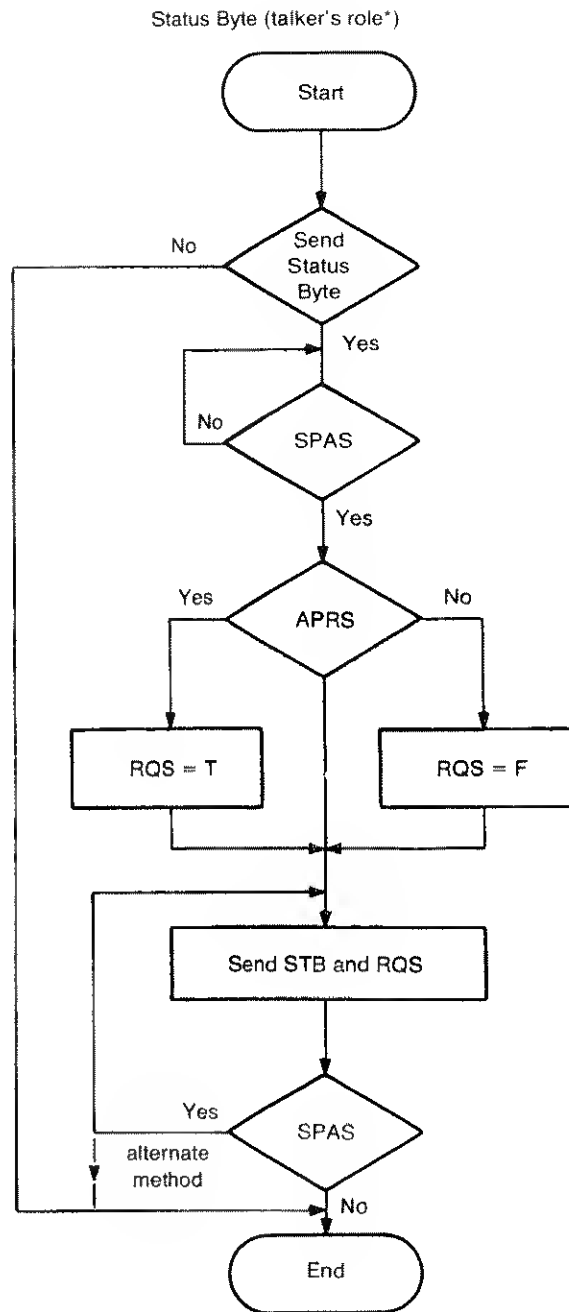 Status Byte (talker's role*)
Start
No
Send
Status
Byte
Yes
No
SPAS
Yes
Yes
APRS
No
RQS = T
RQS = F
Send STB and RQS
Yes
SPAS
alternate
method
No
End